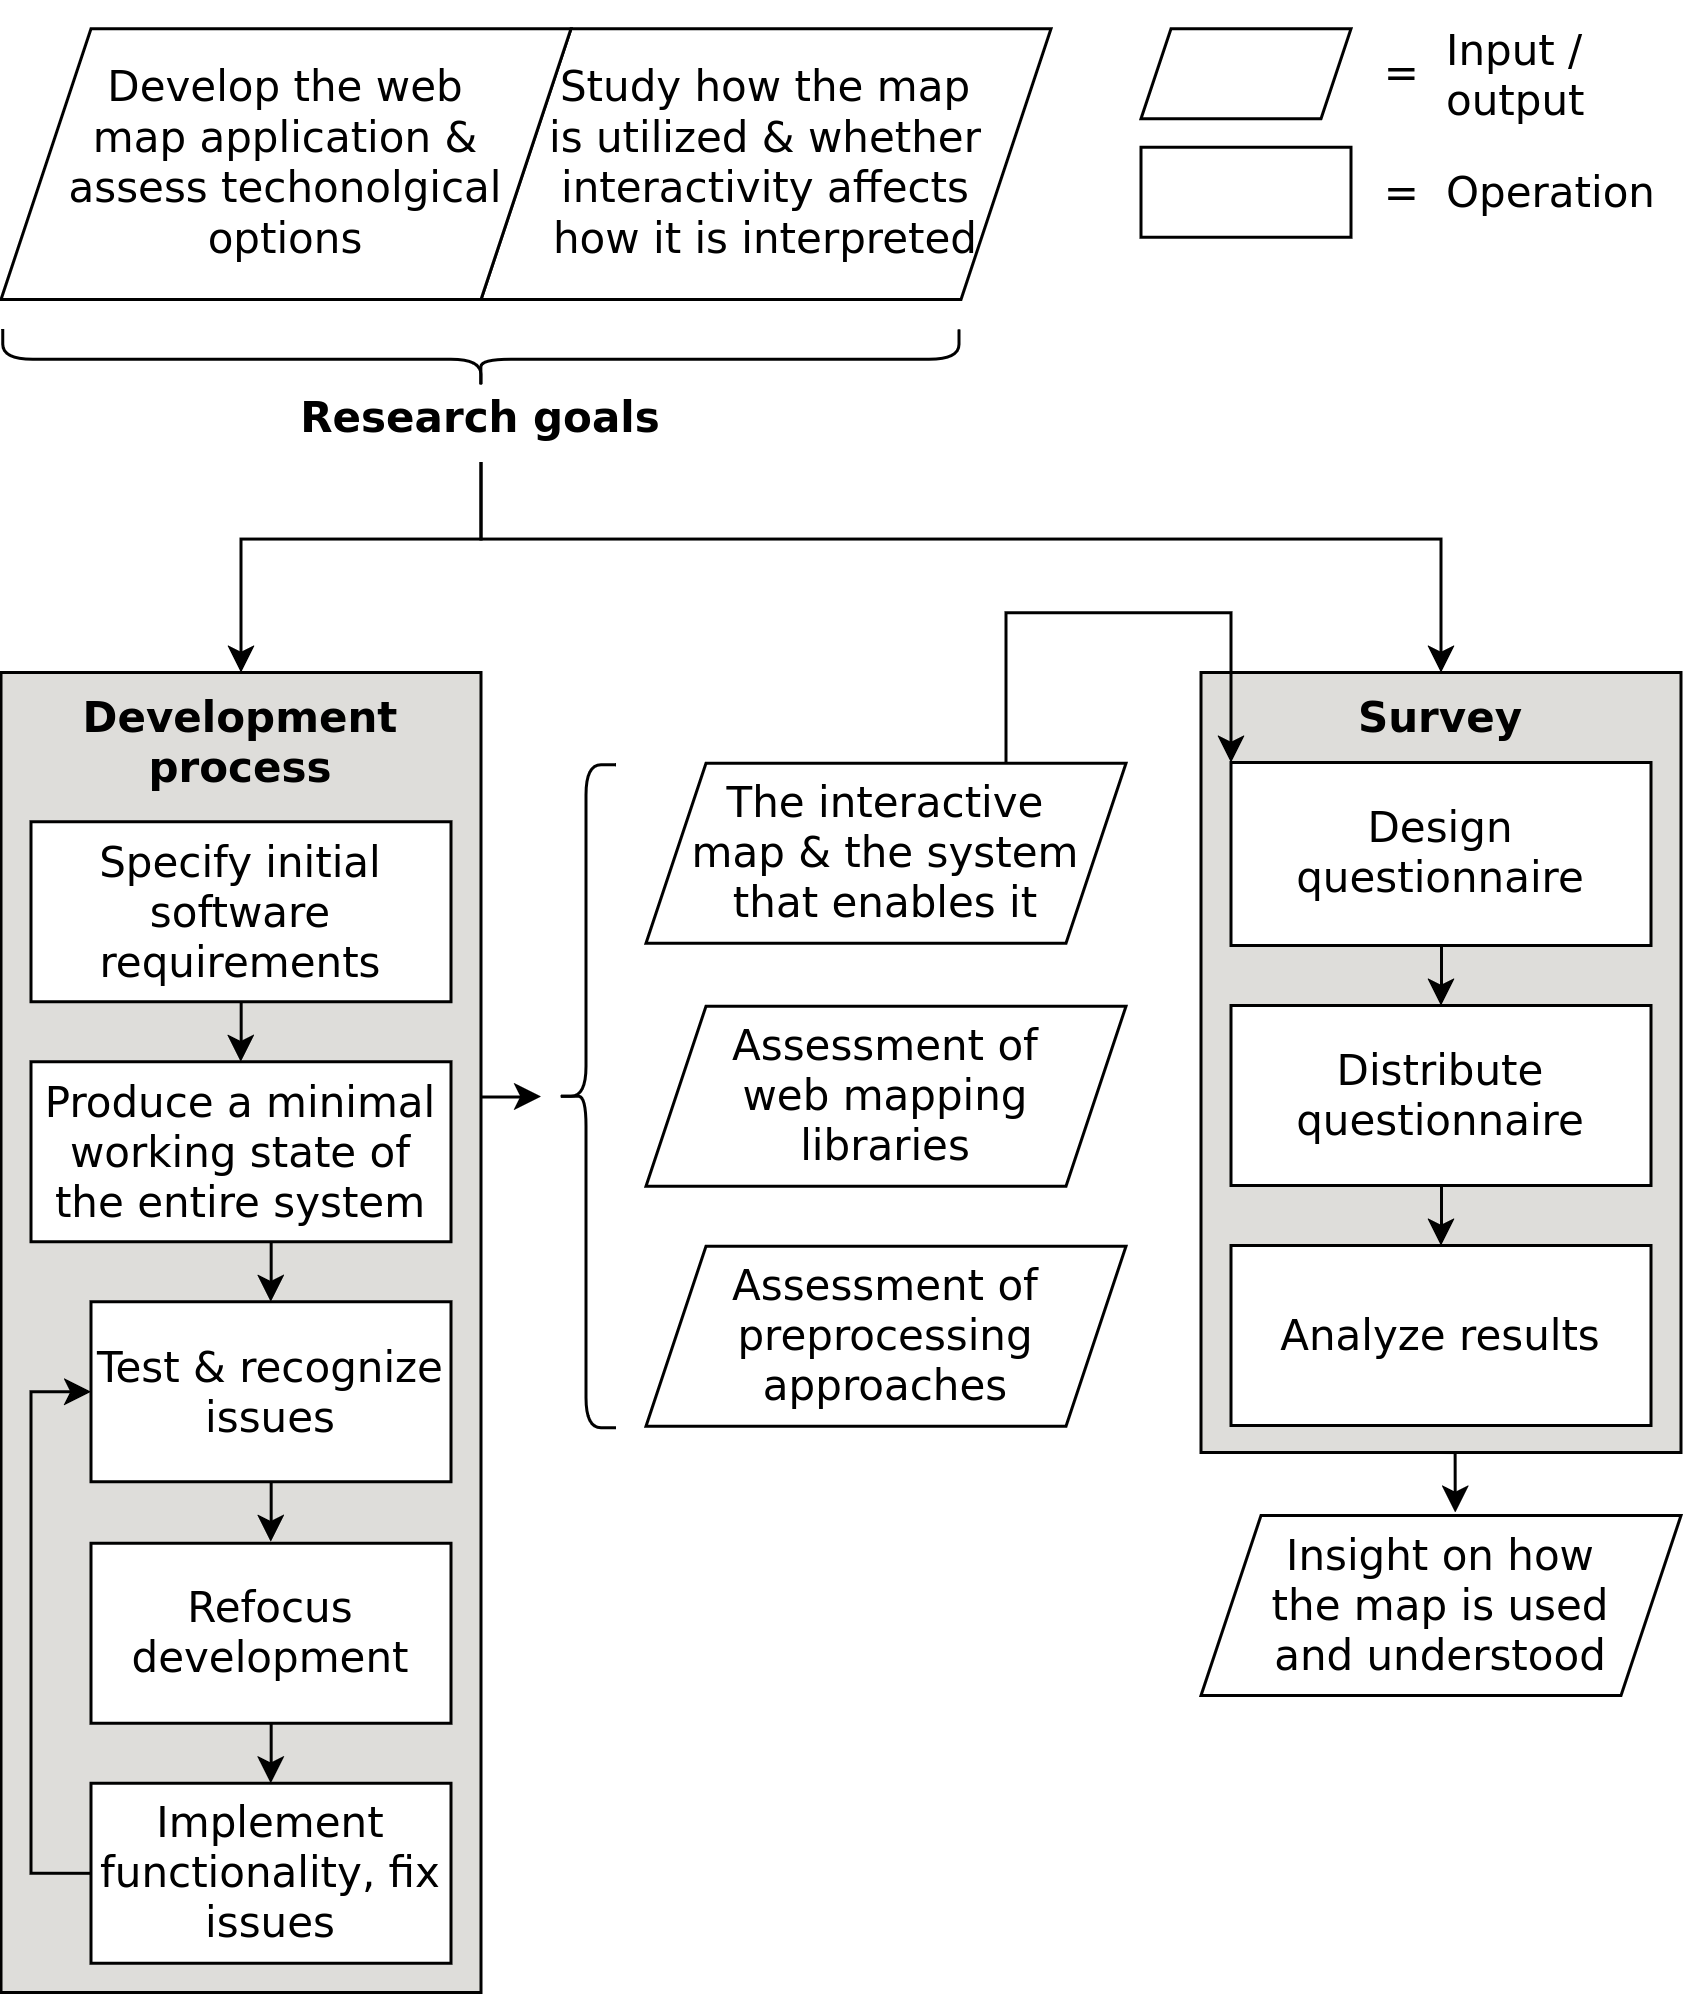 Develop the web
map application &
assess techonolgical
options
Study how the map
is utilized & whether
interactivity affects
how it is interpreted
=
Input /
output
=
Operation
Research goals
Development
process
Specify initial
software
requirements
Produce a minimal
working state of
the entire system
Test & recognize
issues
Refocus
development
Implement
functionality, fix
issues
The interactive
map & the system
that enables it
Assessment of
web mapping
libraries
Assessment of
preprocessing
approaches
Survey
Design
questionnaire
Distribute
questionnaire
Analyze results
Insight on how
the map is used
and understood